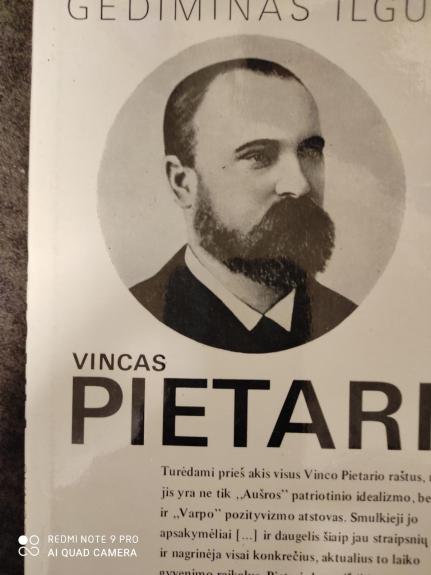 GEDIMINAS ILGU
VINCAS
PIETARI
Turėdami prieš akis visus Vinco Pietario raštus,
jis yra ne tik „Aušros" patriotinio idealizmo, be
ir „Varpo" pozityvizmo atstovas. Smulkieji jo
apsakymėliai [...] ir daugelis šiaip jau straipsnių
ir nagrinėja visai konkrečius, aktualius to laiko
gyvenimo reikalus.
REDMI NOTE 9 PRO
AI QUAD CAMERA